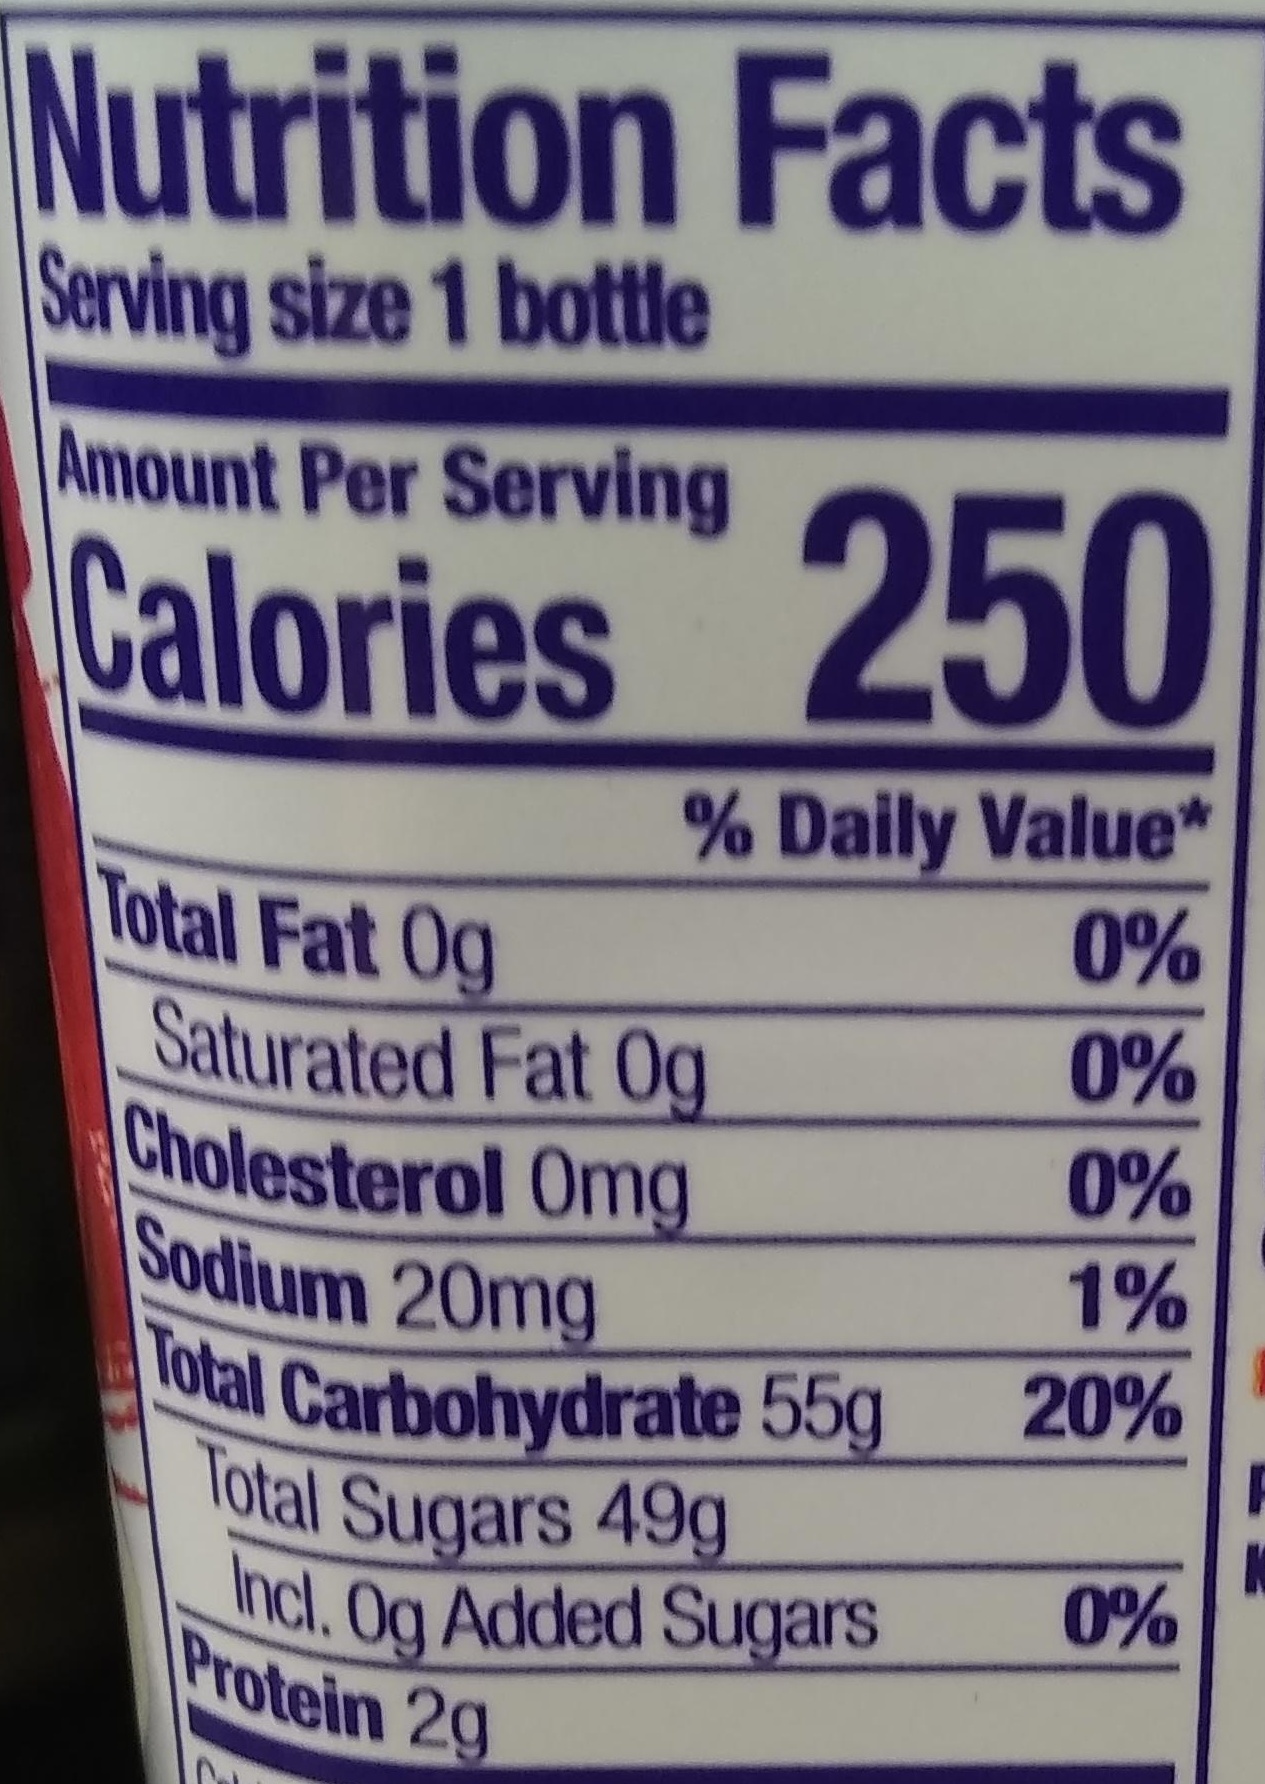 Nutrition Facts
Serving size 1 bottle
Amount Per Serving
Calories 250
% Daily Value*
Total Fat 0g 0%
Saturated Fat 0g 0%
Cholesterol 0mg 0%
Sodium 20mg 1%
Total Carbohydrate 55g 20%
Total Sugars 49g
Incl. 0g Added Sugars 0%
Protein 2g